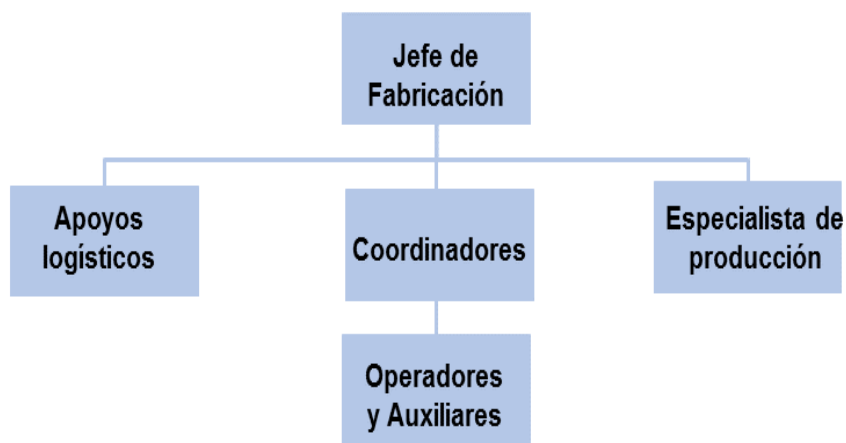 Jefe de
Fabricación
Apoyos
logísticos
Coordinadores
Especialista de
producción
Operadores
y Auxiliares